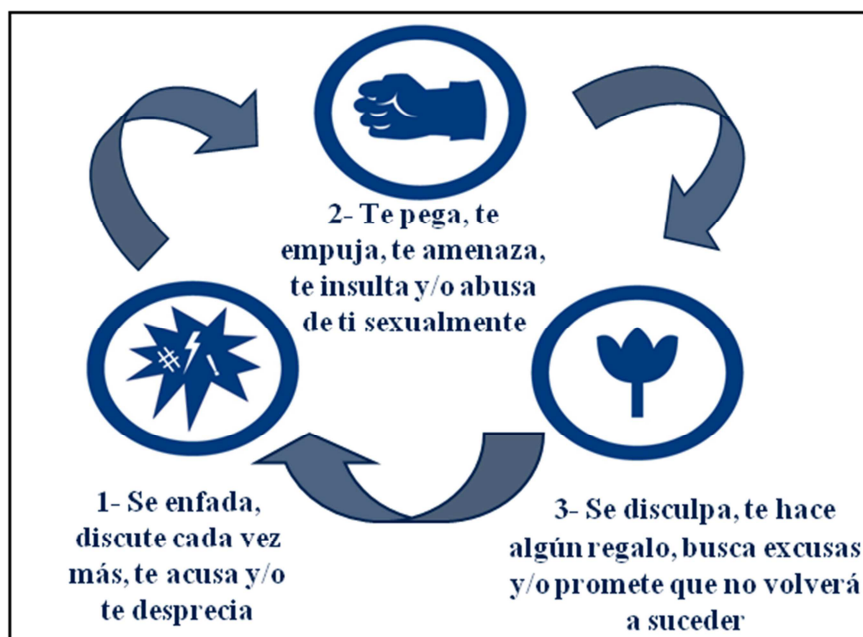 2- Te pega, te
empuja, te amenaza,
te insulta y/o abusa
de ti sexualmente
#
!
1- Se enfada,
discute cada vez
más, te acusa y/o
te desprecia
3- Se disculpa, te hace
algún regalo, busca excusas
y/o promete que no volverá
a suceder